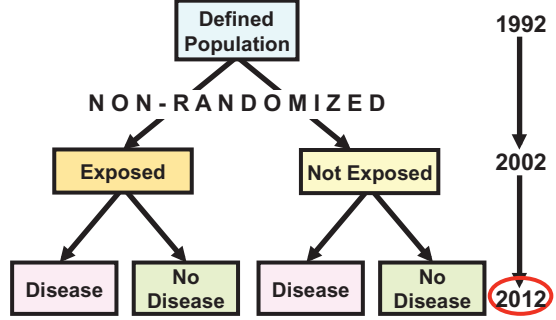 Defined
Population
1992
NON-RANDOMIZED
Exposed
Not Exposed
2002
Disease
No
Disease
Disease
No
Disease
2012